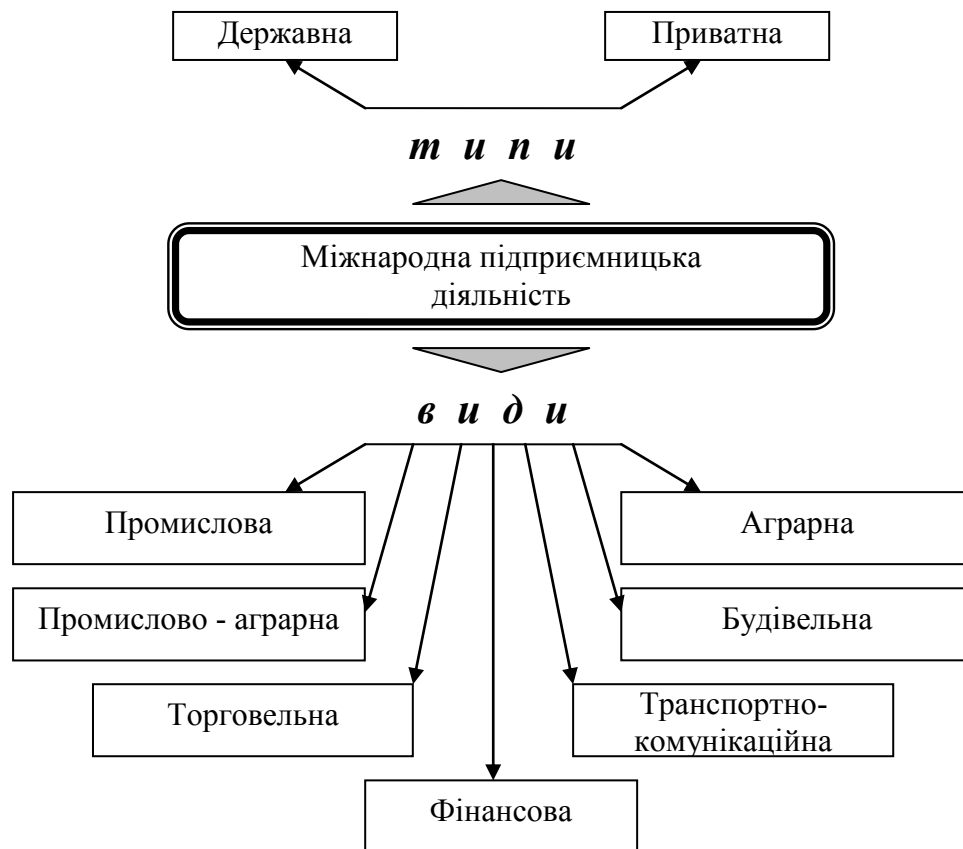 Державна
Приватна
т и п и
Міжнародна підприємницька
діяльність
в и д и
Промислова
Аграрна
Промислово - аграрна
Будівельна
Торговельна
Транспортно-
комунікаційна
Фінансова